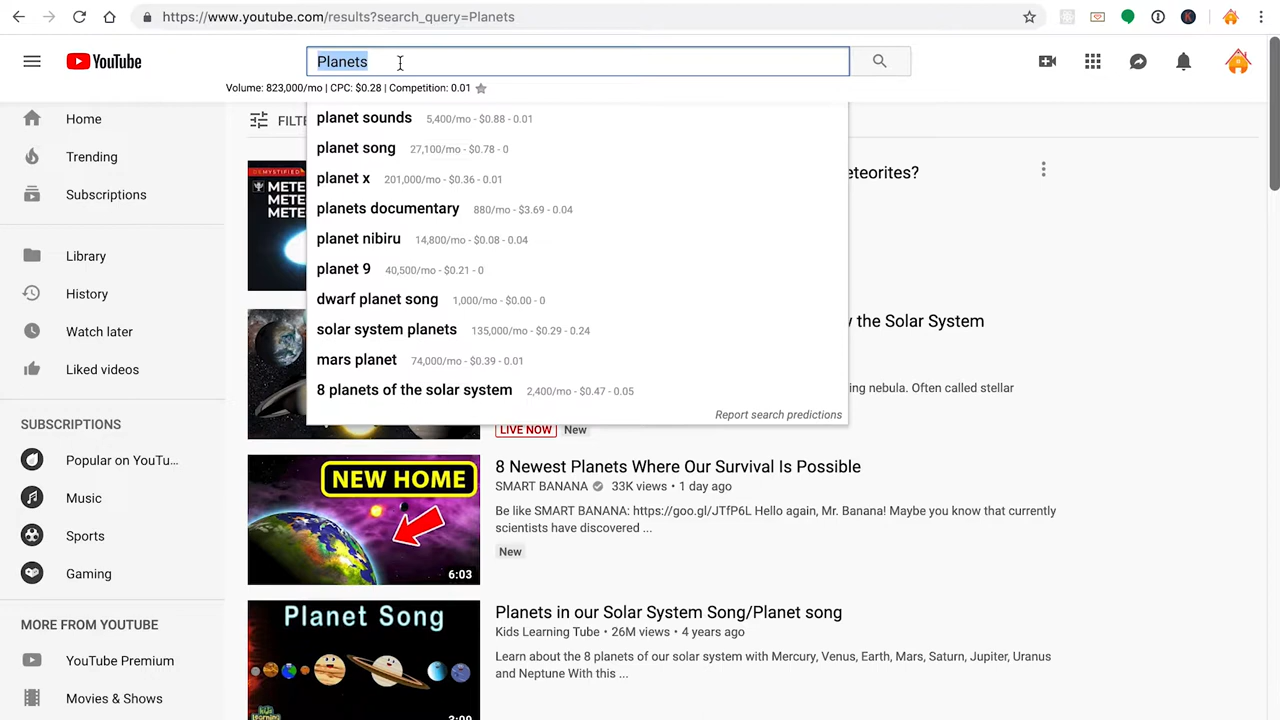 https://www.youtube.com/results?search_query=Planets
YouTube
Planets
Volume: 823,000/mo | CPC: $0.28 | Competition: 0.01
Home
Trending
Subscriptions
Library
History
Watch later
Liked videos
SUBSCRIPTIONS
Popular on YouTu...
Music
Sports
Gaming
MORE FROM YOUTUBE
YouTube Premium
Movies & Shows
FILTE
planet sounds 5,400/mo - $0.88 - 0.01
planet song 27,100/mo - $0.78 - 0
planet x 201,000/mo - $0.36 - 0.01
planets documentary 880/mo - $3.69 - 0.04
planet nibiru 14,800/mo - $0.08 - 0.04
planet 9 40,500/mo - $0.21 - 0
dwarf planet song 1,000/mo - $0.00 - 0
solar system planets 135,000/mo - $0.29 - 0.24
mars planet 74,000/mo - $0.39 - 0.01
8 planets of the solar system 2,400/mo - $0.47 - 0.05
Report search predictions
DEMYSTIFIED
METE
METE
METE
eteorites?
y the Solar System
ing nebula. Often called stellar
LIVE NOW New
NEW HOME
6:03
8 Newest Planets Where Our Survival Is Possible
SMART BANANA 33K views • 1 day ago
Be like SMART BANANA: https://goo.gl/JTfP6L Hello again, Mr. Banana! Maybe you know that currently
scientists have discovered ...
New
Planet Song
Kids
Learning
3:09
Planets in our Solar System Song/Planet song
Kids Learning Tube • 26M views • 4 years ago
Learn about the 8 planets of our solar system with Mercury, Venus, Earth, Mars, Saturn, Jupiter, Uranus
and Neptune With this ...